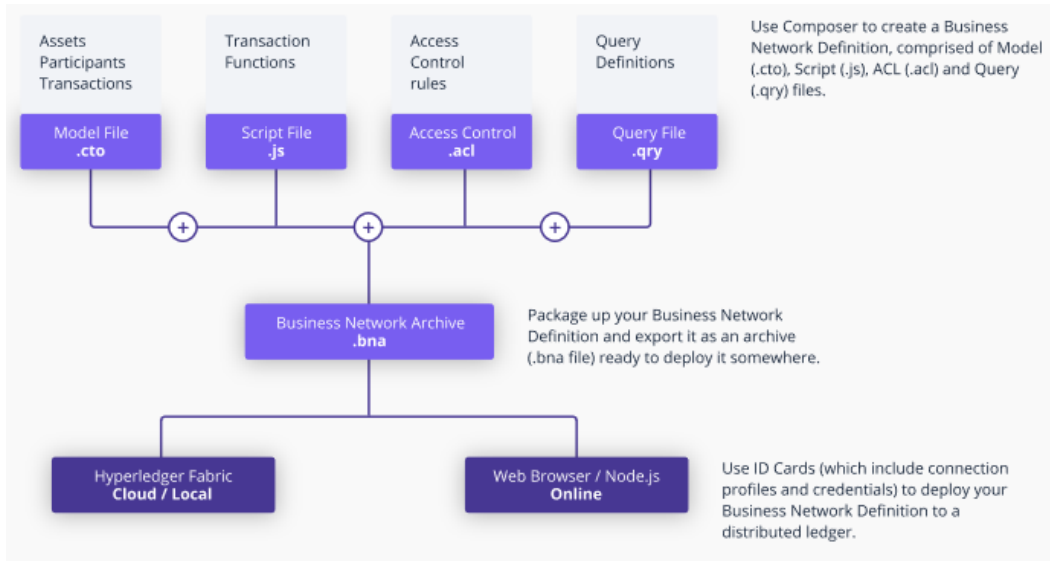 Assets
Participants
Transactions
Transaction
Functions
Access
Control
rules
Query
Definitions
Use Composer to create a Business
Network Definition, comprised of Model
(.cto), Script (.js), ACL (.acl) and Query
(.qry) files.
Model File
.cto
Script File
.js
Access Control
.acl
Query File
.qry
+
+
+
Business Network Archive
.bna
Package up your Business Network
Definition and export it as an archive
(.bna file) ready to deploy it somewhere.
Hyperledger Fabric
Cloud / Local
Web Browser / Node.js
Online
Use ID Cards (which include connection
profiles and credentials) to deploy your
Business Network Definition to a
distributed ledger.